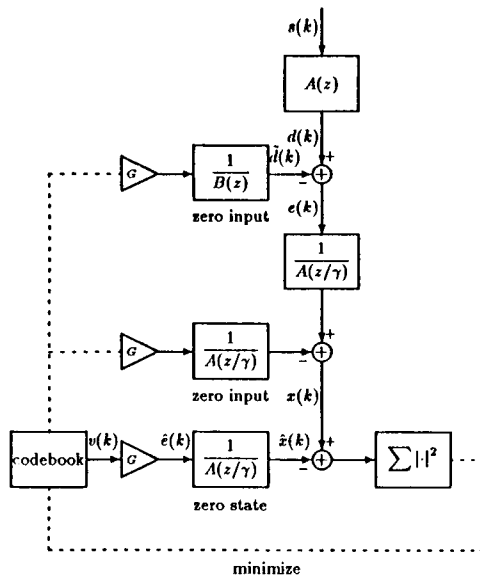 s(k)
A(z)
d(k)
d̃(k)
+
G
1
B(z)
−
+
zero input
e(k)
1
A(z/γ)
+
G
1
A(z/γ)
−
+
zero input
x(k)
v(k)
ê(k)
x̂(k)
+
codebook
G
1
A(z/γ)
−
+
∑|·|²
zero state
minimize